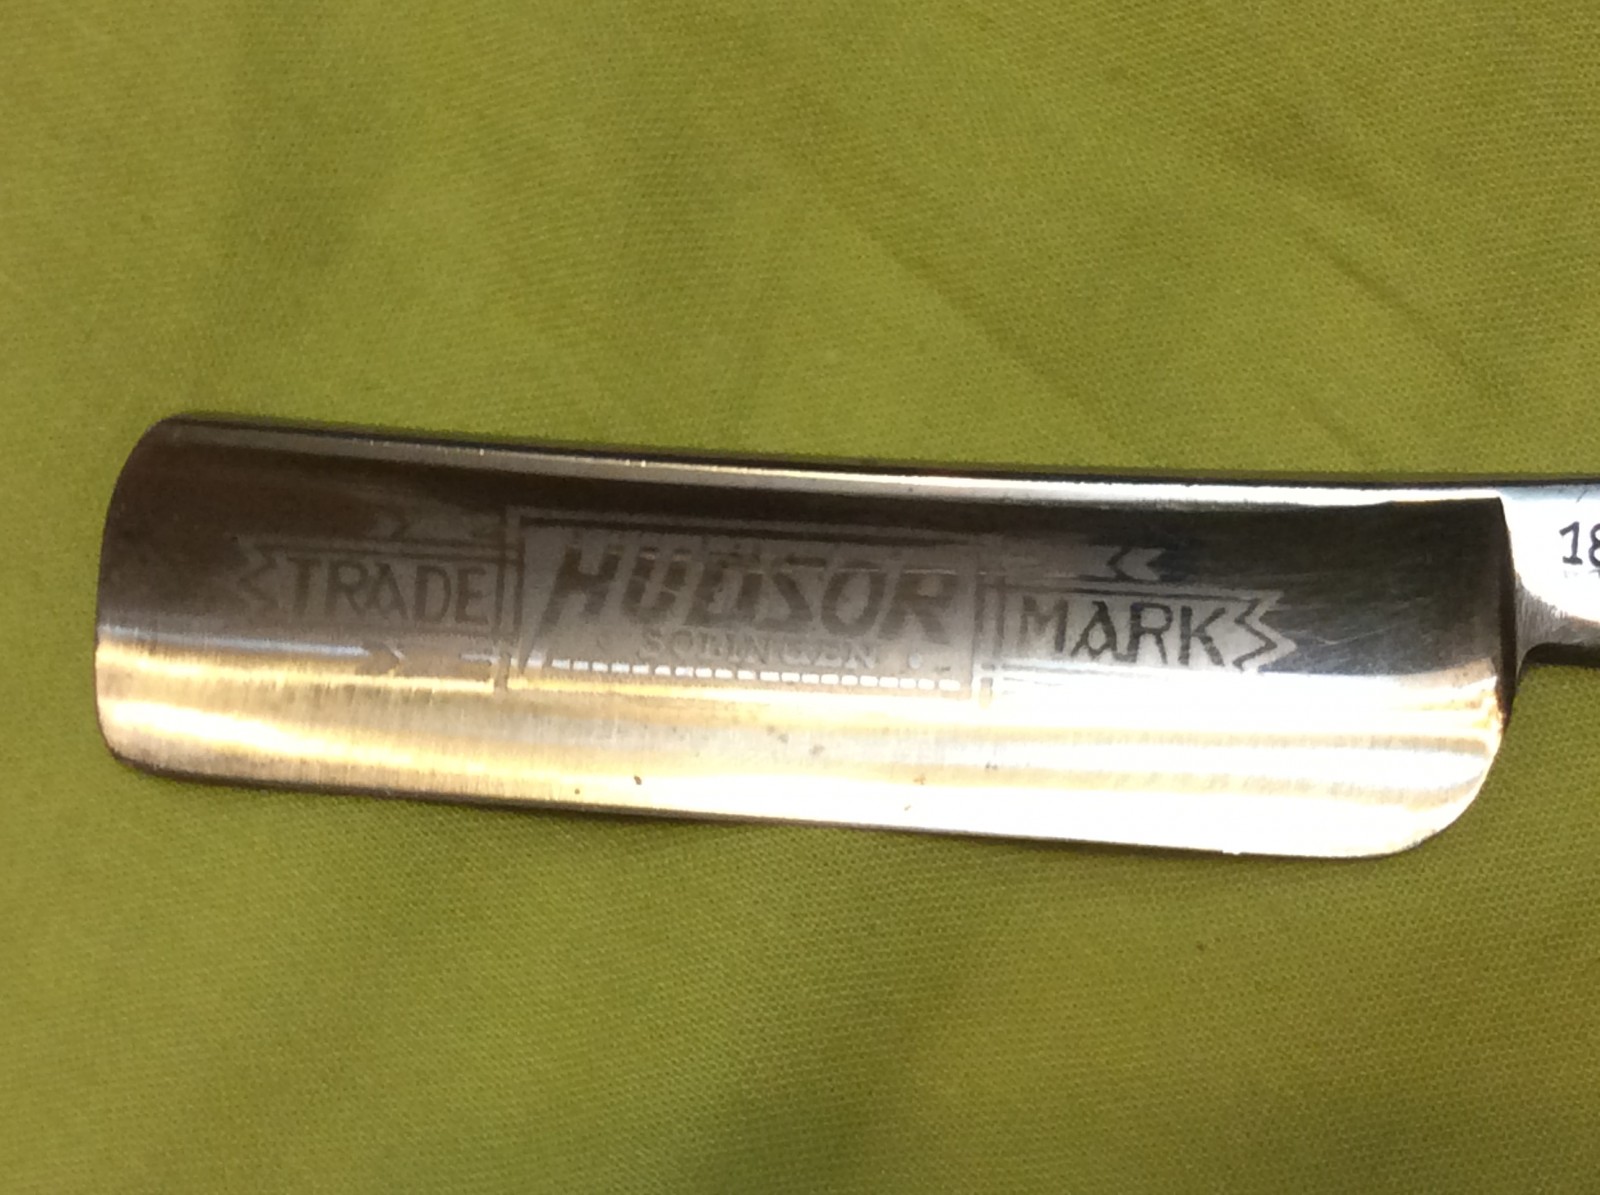 TRADE HUDSOR MARK
SOLINGEN
18